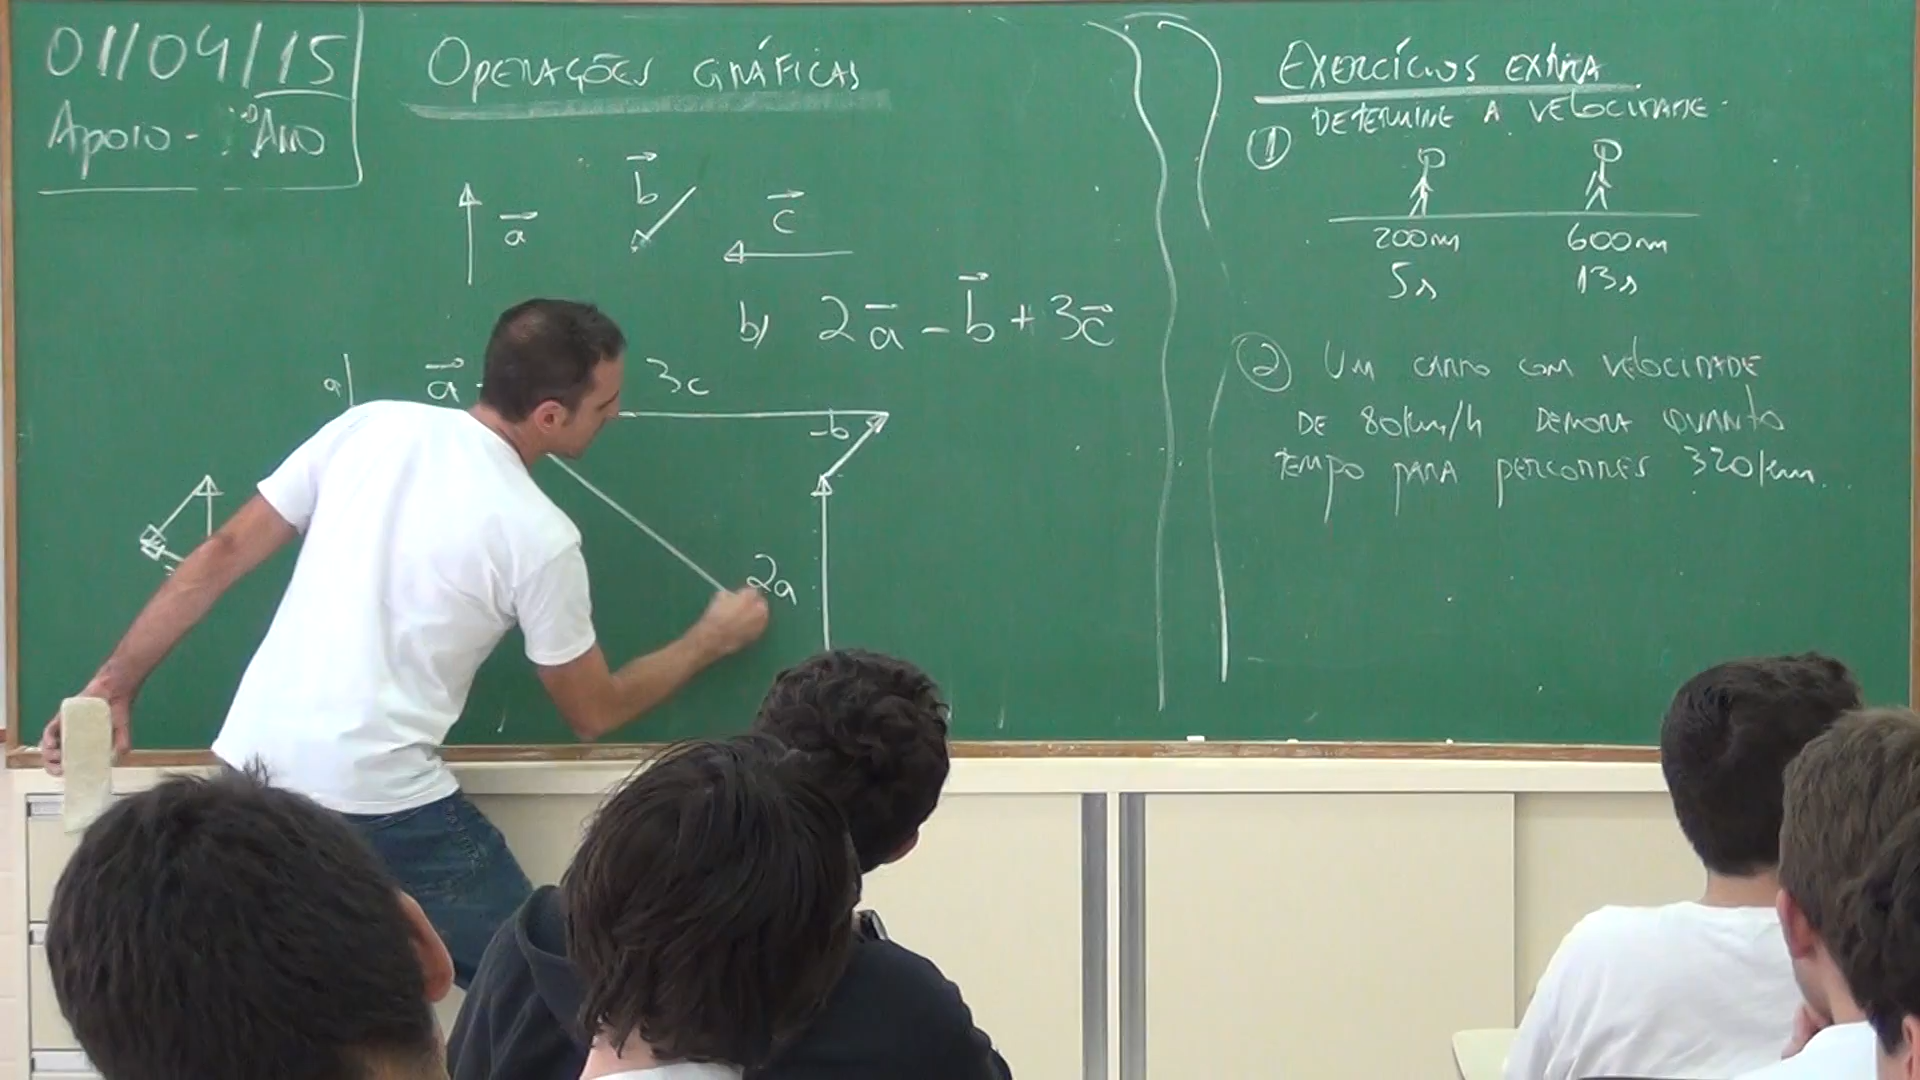 01/04/15
Apoio - Ano
OPERAÇÕES GRÁFICAS
a
b
c
b) 2a - b + 3c
a
a
3c
-b
2a
EXERCÍCIOS EXTRA
DETERMINE A VELOCIDADE.
1
200m 600m
5s 13s
2 UM CARRO COM VELOCIDADE
DE 80km/h DEMORA QUANTO
TEMPO PARA PERCORRER 320km